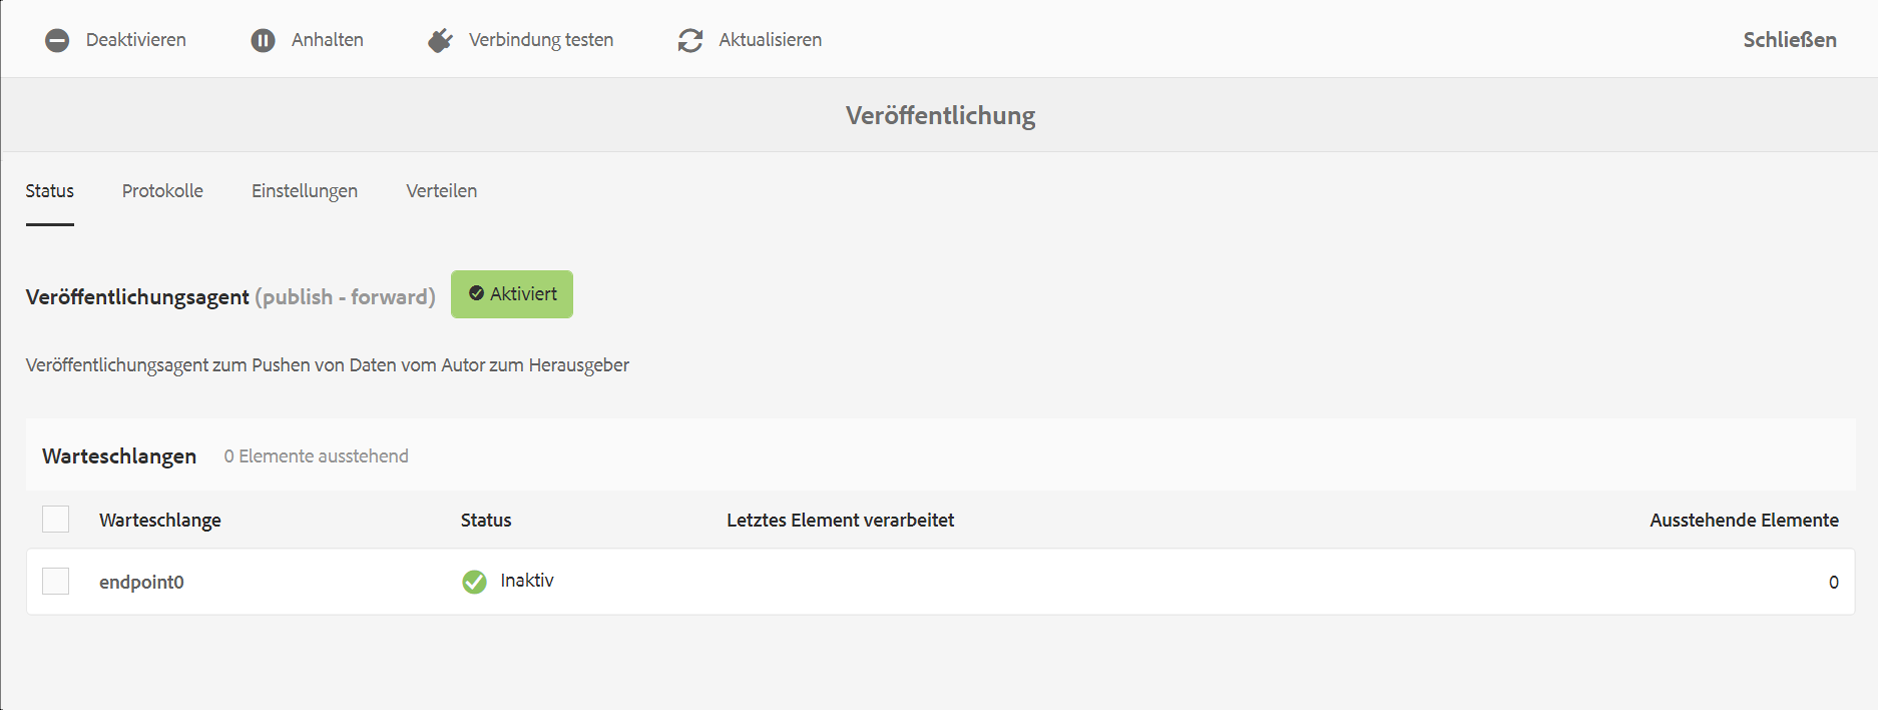 Deaktivieren Anhalten Verbindung testen Aktualisieren Schließen
Veröffentlichung
Status Protokolle Einstellungen Verteilen
Veröffentlichungsagent (publish - forward) Aktiviert
Veröffentlichungsagent zum Pushen von Daten vom Autor zum Herausgeber
Warteschlangen 0 Elemente ausstehend
Warteschlange Status Letztes Element verarbeitet Ausstehende Elemente
endpoint0 Inaktiv 0